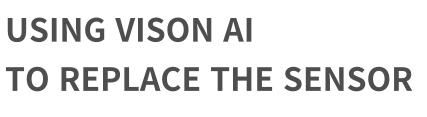 USING VISON AI
TO REPLACE THE SENSOR